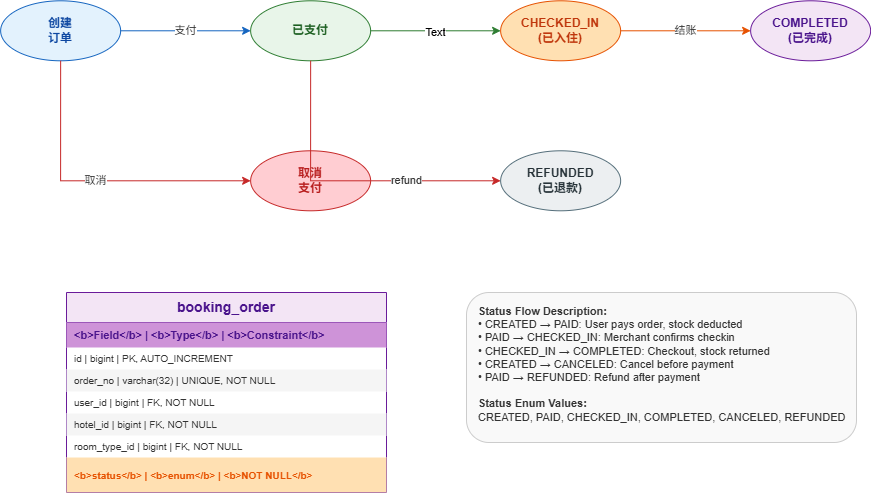 创建
订单
支付
已支付
Text
CHECKED_IN
(已入住)
结账
COMPLETED
(已完成)
取消
取消
支付
refund
REFUNDED
(已退款)
booking_order
<b>Field</b> | <b>Type</b> | <b>Constraint</b>
id | bigint | PK, AUTO_INCREMENT
order_no | varchar(32) | UNIQUE, NOT NULL
user_id | bigint | FK, NOT NULL
hotel_id | bigint | FK, NOT NULL
room_type_id | bigint | FK, NOT NULL
<b>status</b> | <b>enum</b> | <b>NOT NULL</b>
Status Flow Description:
• CREATED → PAID: User pays order, stock deducted
• PAID → CHECKED_IN: Merchant confirms checkin
• CHECKED_IN → COMPLETED: Checkout, stock returned
• CREATED → CANCELED: Cancel before payment
• PAID → REFUNDED: Refund after payment
Status Enum Values:
CREATED, PAID, CHECKED_IN, COMPLETED, CANCELED, REFUNDED